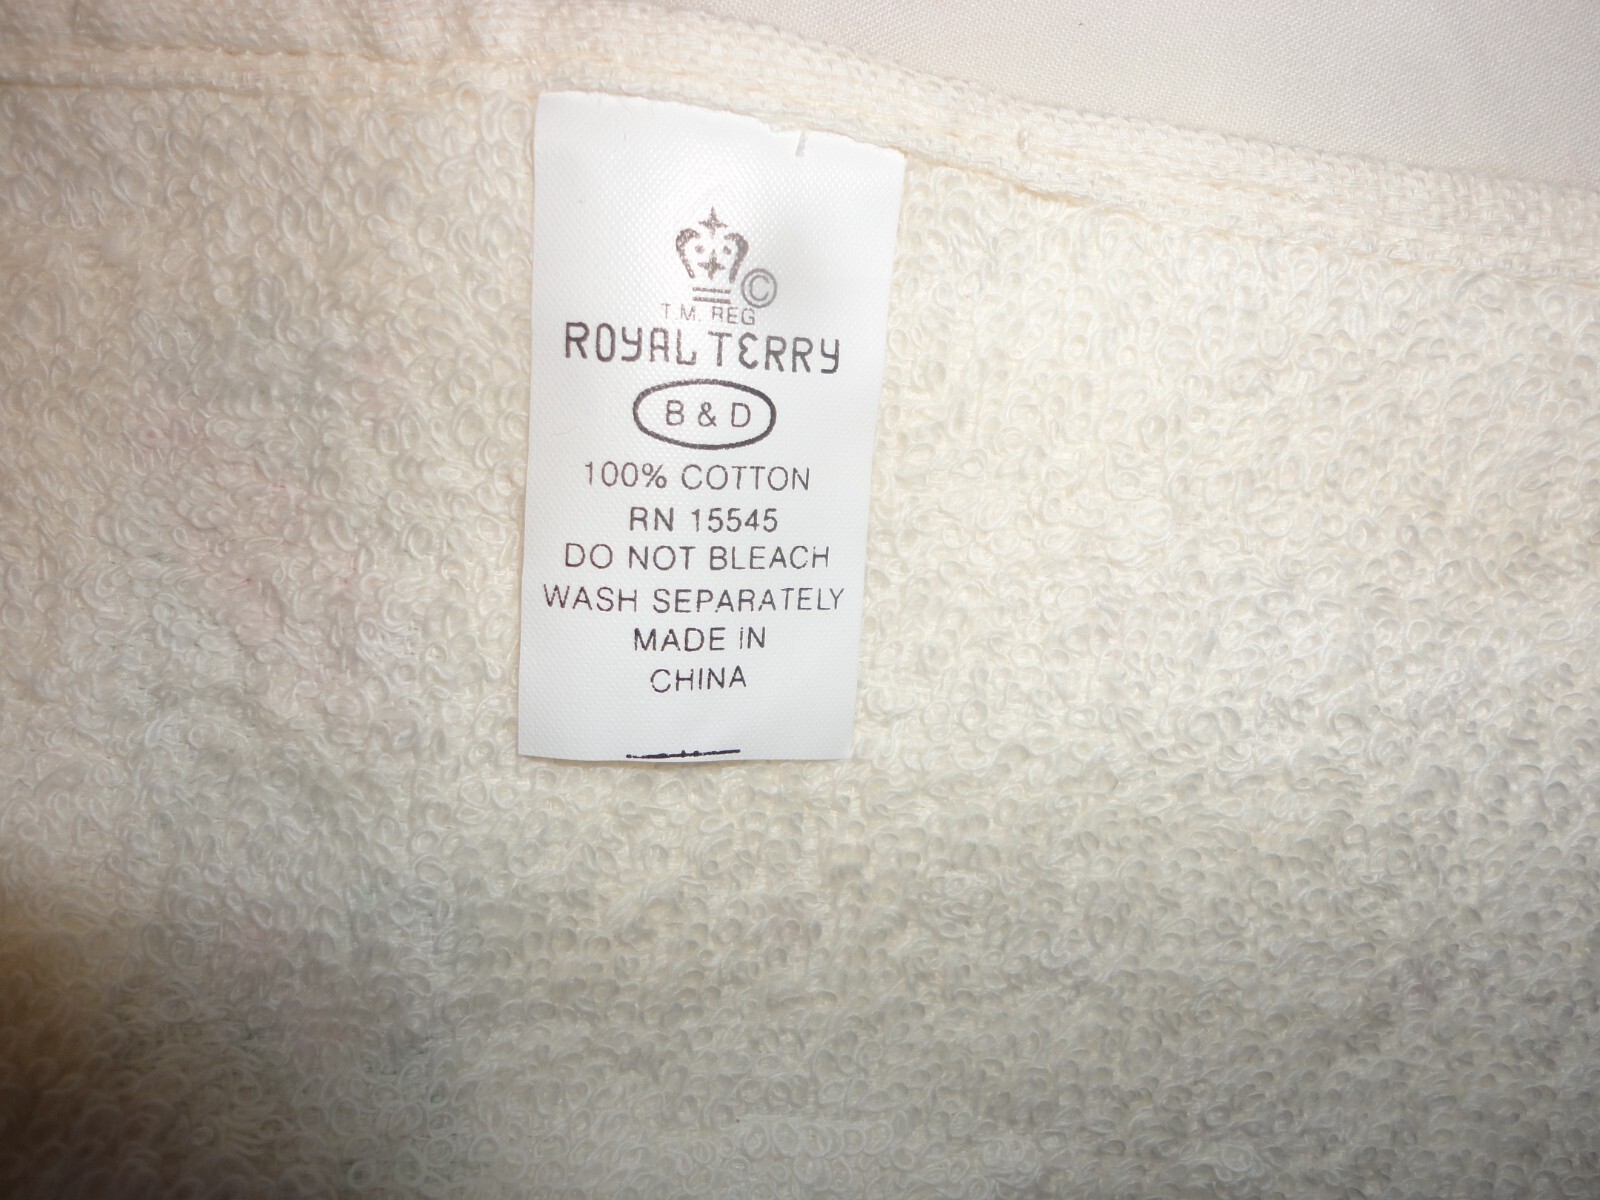 ©
T.M. REG
ROYAL TERRY
B & D
100% COTTON
RN 15545
DO NOT BLEACH
WASH SEPARATELY
MADE IN
CHINA